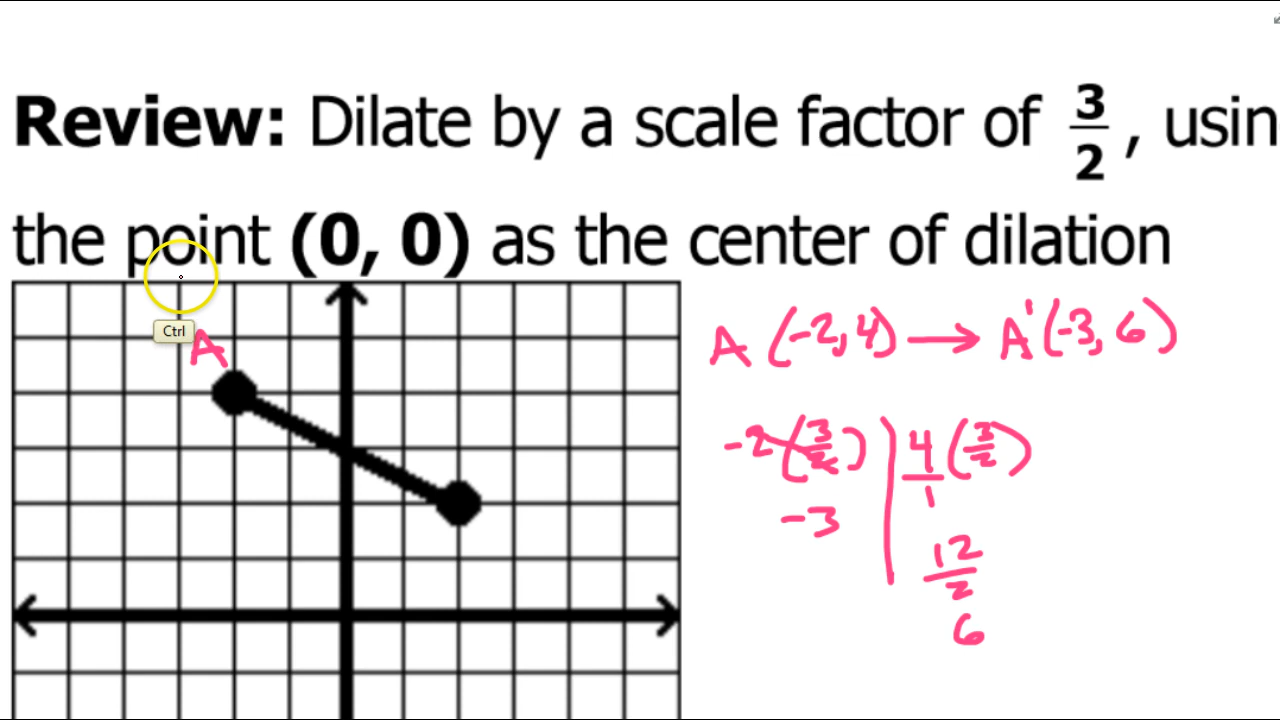 Review: Dilate by a scale factor of 3/2, usin
the point (0, 0) as the center of dilation
Ctrl
A
A (-2,4) → A'(-3, 6)
-2(3/2) | 4/1(3/2)
-3
12/2
6